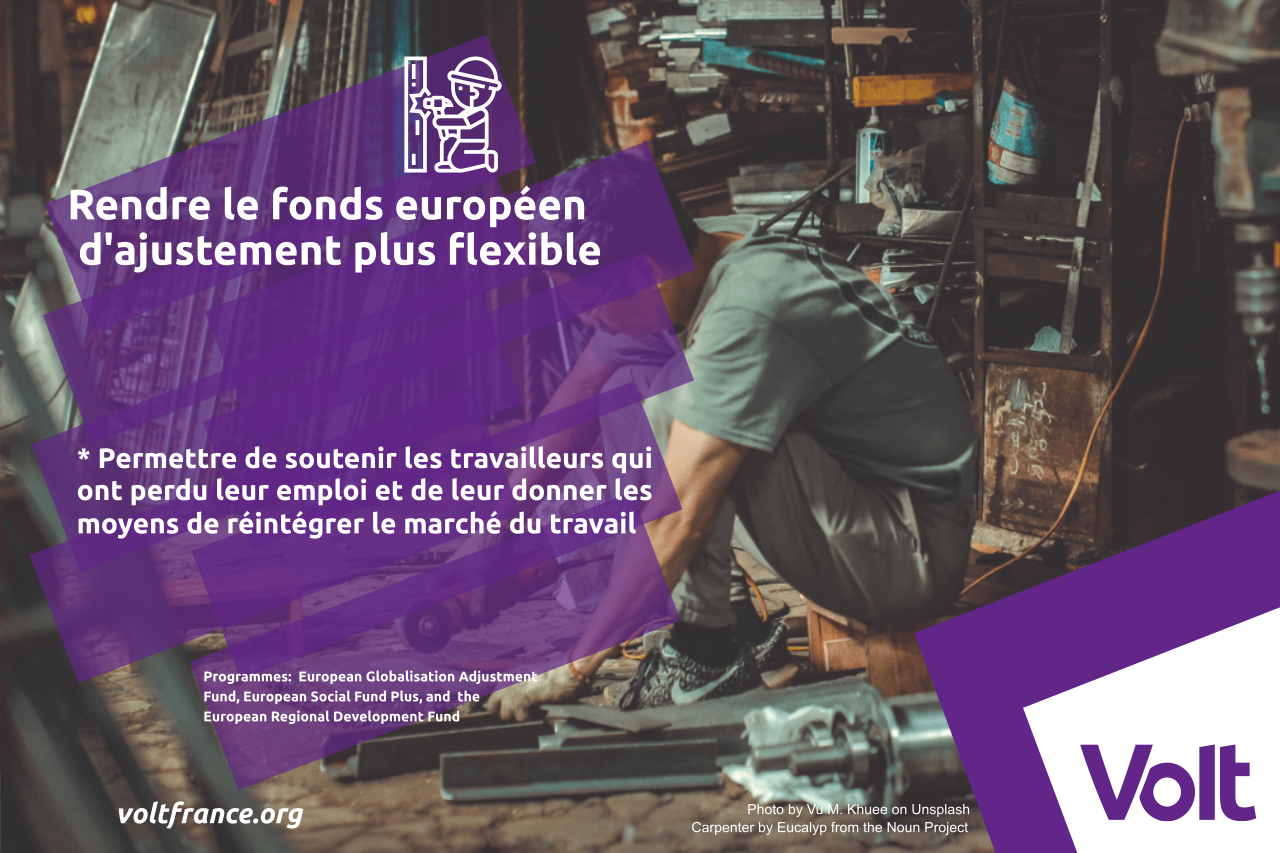 Rendre le fonds européen
d'ajustement plus flexible
* Permettre de soutenir les travailleurs qui
ont perdu leur emploi et de leur donner les
moyens de réintégrer le marché du travail
Programmes: European Globalisation Adjustment
Fund, European Social Fund Plus, and the
European Regional Development Fund
voltfrance.org
Photo by Vu M. Khuee on Unsplash
Carpenter by Eucalyp from the Noun Project
Volt